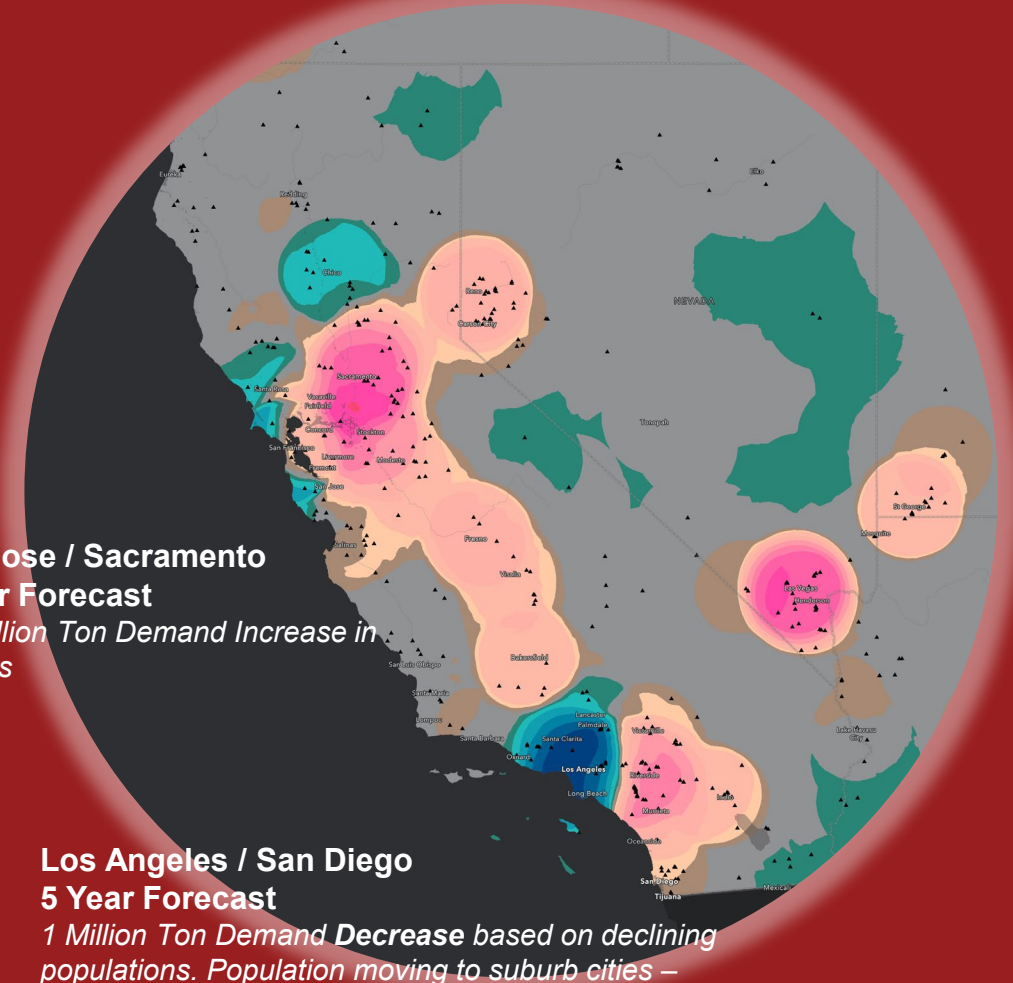 Eureka
Redding
Elko
Chico
Reno
NEVADA
Carson City
Sacramento
Santa Rosa
Vacaville
Fairfield
Concord
Stockton
San Francisco
Livermore
Modesto
Fremont
San Jose
Tonopah
St George
Mesquite
Salinas
Fresno
Visalia
Las Vegas
Henderson
ose / Sacramento
r Forecast
llion Ton Demand Increase in
s
Bakersfield
San Luis Obispo
Santa Maria
Lompoc
Santa Barbara
Lancaster
Palmdale
Santa Clarita
Oxnard
Victorville
Lake Havasu
City
Los Angeles
Riverside
Long Beach
Indio
Murrieta
Oceanside
San Diego
Tijuana
Mexicali
Los Angeles / San Diego
5 Year Forecast
1 Million Ton Demand Decrease based on declining
populations. Population moving to suburb cities –